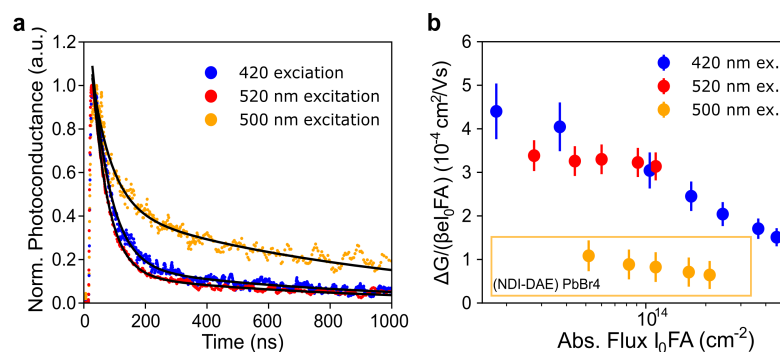 a
Norm. Photoconductance (a.u.)
1.2
1.0
0.8
0.6
0.4
0.2
0.0
420 exciation
520 nm excitation
500 nm excitation
0
200
400
600
800
1000
Time (ns)
b
ΔG/(βeI₀FA) (10⁻⁴ cm²/Vs)
6
5
4
3
2
1
0
420 nm ex.
520 nm ex.
500 nm ex.
(NDI-DAE) PbBr4
10¹⁴
Abs. Flux I₀FA (cm⁻²)